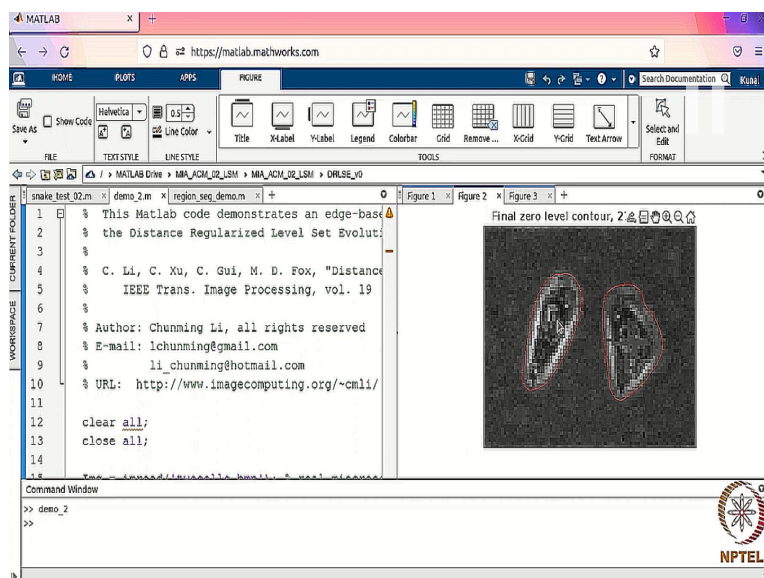 MATLAB
https://matlab.mathworks.com
HOME PLOTS APPS FIGURE Search Documentation Kunal
Save As Show Code Helvetica 0.5 Line Color Title X-Label Y-Label Legend Colorbar Grid Remove ... X-Grid Y-Grid Text Arrow Select and Edit
FILE TEXT STYLE LINE STYLE TOOLS FORMAT
/ > MATLAB Drive > MIA_ACM_02_LSM > MIA_ACM_02_LSM > DRLSE_v0
CURRENT FOLDER
WORKSPACE
snake_test_02.m demo_2.m region_seg_demo.m
1 % This Matlab code demonstrates an edge-base
2 % the Distance Regularized Level Set Evoluti
3 %
4 % C. Li, C. Xu, C. Gui, M. D. Fox, "Distance
5 % IEEE Trans. Image Processing, vol. 19
6 %
7 % Author: Chunming Li, all rights reserved
8 % E-mail: lchunming@gmail.com
9 % li_chunming@hotmail.com
10 % URL: http://www.imagecomputing.org/~cmli/
11
12 clear all;
13 close all;
14
Figure 1 Figure 2 Figure 3
Final zero level contour,
Command Window
>> demo_2
>>
NPTEL